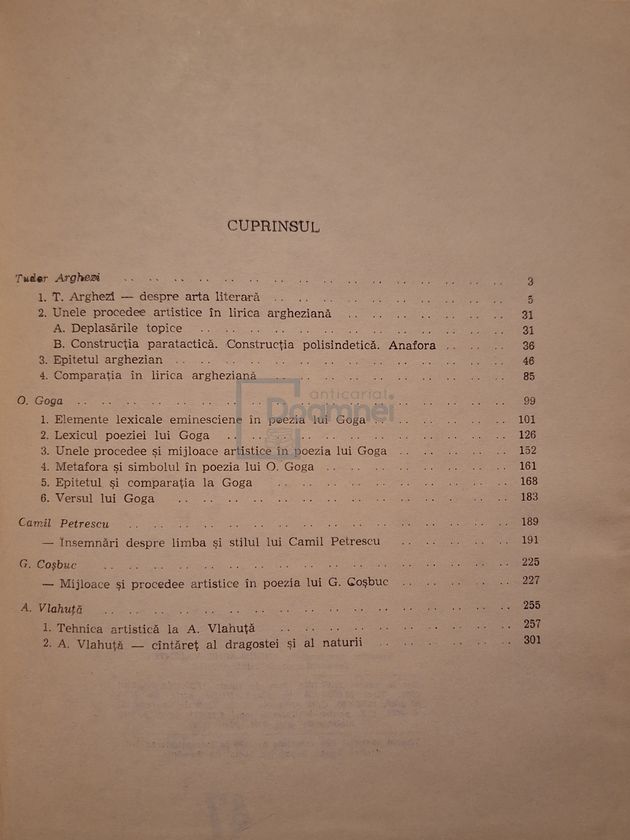 CUPRINSUL
Tudor Arghezi .. .. .. .. .. .. .. .. .. .. .. .. .. .. .. .. 3
1. T. Arghezi — despre arta literară .. .. .. .. .. .. .. .. .. .. 5
2. Unele procedee artistice în lirica argheziană .. .. .. .. .. .. .. 31
A. Deplasările topice .. .. .. .. .. .. .. .. .. .. .. .. .. 31
B. Construcția paratactică. Construcția polisindetică. Anafora .. .. .. 36
3. Epitetul arghezian .. .. .. .. .. .. .. .. .. .. .. .. .. .. 46
4. Comparația în lirica argheziană .. .. .. .. .. .. .. .. .. .. 85
anticariat
Doamnei
O. Goga .. .. .. .. .. .. .. .. .. .. .. .. .. .. .. .. .. .. 99
1. Elemente lexicale eminesciene în poezia lui Goga .. .. .. .. .. .. 101
2. Lexicul poeziei lui Goga .. .. .. .. .. .. .. .. .. .. .. .. 126
3. Unele procedee și mijloace artistice în poezia lui Goga .. .. .. .. .. 152
4. Metafora și simbolul în poezia lui O. Goga .. .. .. .. .. .. .. .. 161
5. Epitetul și comparația la Goga .. .. .. .. .. .. .. .. .. .. 168
6. Versul lui Goga .. .. .. .. .. .. .. .. .. .. .. .. .. .. 183
Camil Petrescu .. .. .. .. .. .. .. .. .. .. .. .. .. .. .. .. 189
— Însemnări despre limba și stilul lui Camil Petrescu .. .. .. .. .. 191
G. Coșbuc .. .. .. .. .. .. .. .. .. .. .. .. .. .. .. .. .. 225
— Mijloace și procedee artistice în poezia lui G. Coșbuc .. .. .. .. .. 227
A. Vlahuță .. .. .. .. .. .. .. .. .. .. .. .. .. .. .. .. .. 255
1. Tehnica artistică la A. Vlahuță .. .. .. .. .. .. .. .. .. .. 257
2. A. Vlahuță — cîntăreț al dragostei și al naturii .. .. .. .. .. .. 301